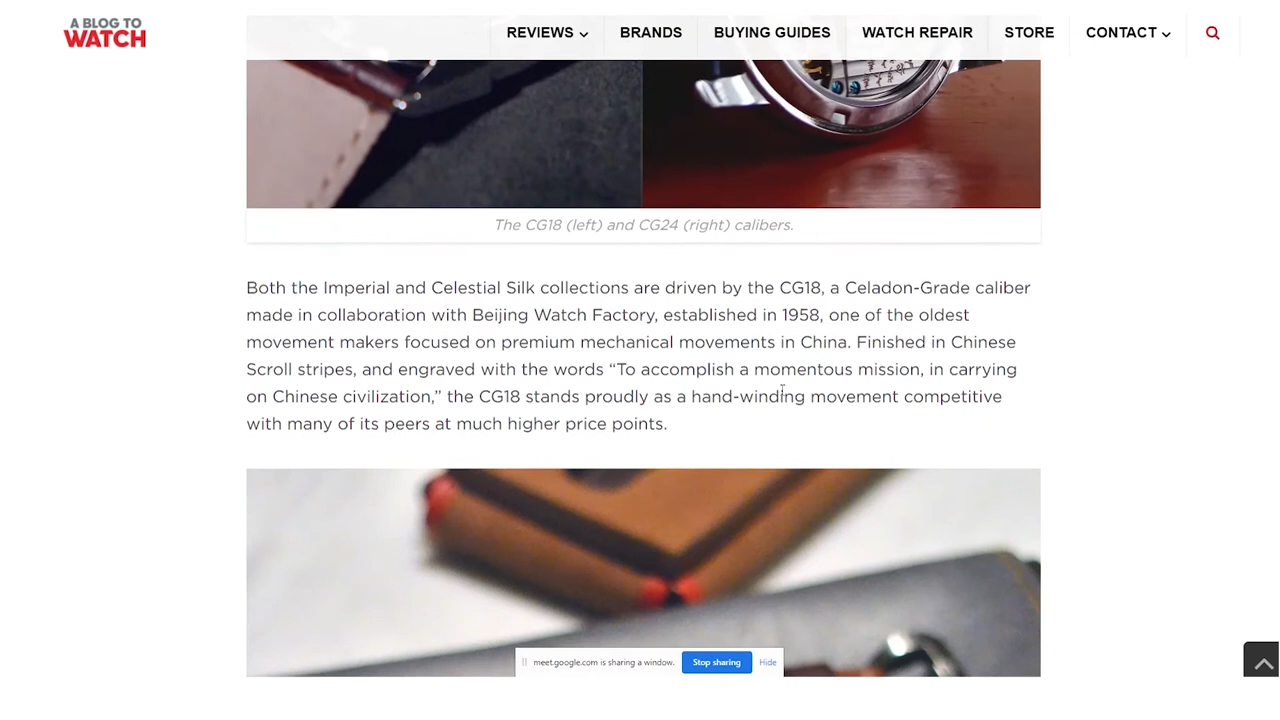 A BLOG TO
WATCH
REVIEWS
BRANDS
BUYING GUIDES
WATCH REPAIR
STORE
CONTACT
The CG18 (left) and CG24 (right) calibers.
Both the Imperial and Celestial Silk collections are driven by the CG18, a Celadon-Grade caliber
made in collaboration with Beijing Watch Factory, established in 1958, one of the oldest
movement makers focused on premium mechanical movements in China. Finished in Chinese
Scroll stripes, and engraved with the words “To accomplish a momentous mission, in carrying
on Chinese civilization,” the CG18 stands proudly as a hand-winding movement competitive
with many of its peers at much higher price points.
meet.google.com is sharing a window.
Stop sharing
Hide